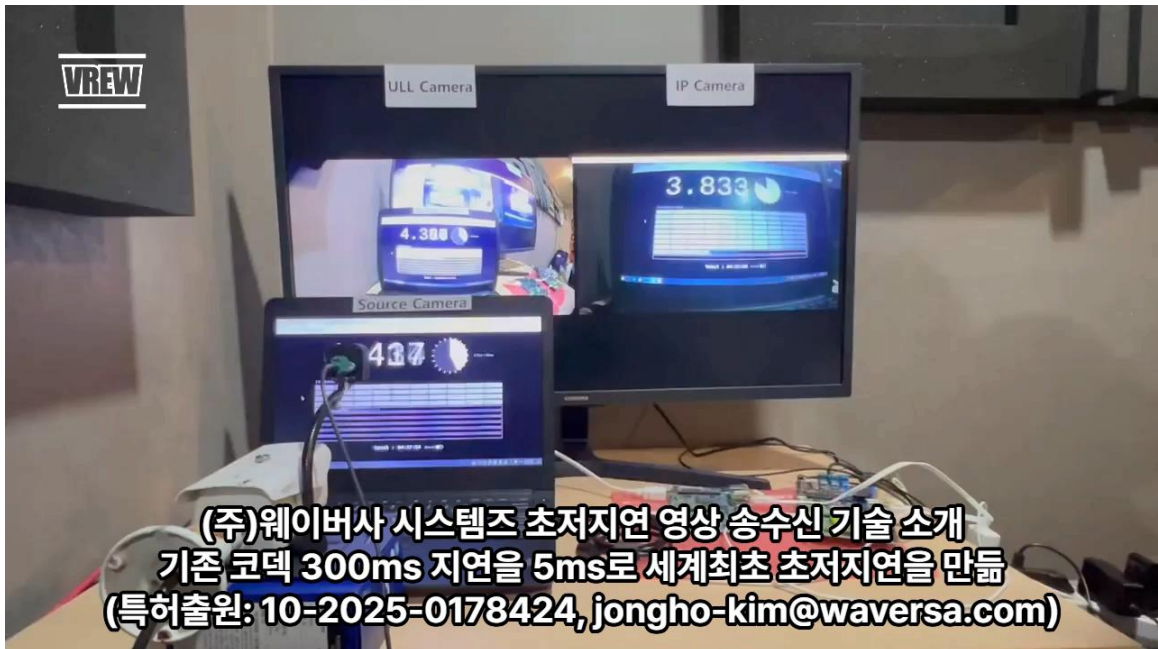 VREW
ULL Camera
IP Camera
3.833
Source Camera
(주)웨이버사 시스템즈 초저지연 영상 송수신 기술 소개
기존 코덱 300ms 지연을 5ms로 세계최초 초저지연을 만듦
(특허출원: 10-2025-0178424, jongho-kim@waversa.com)